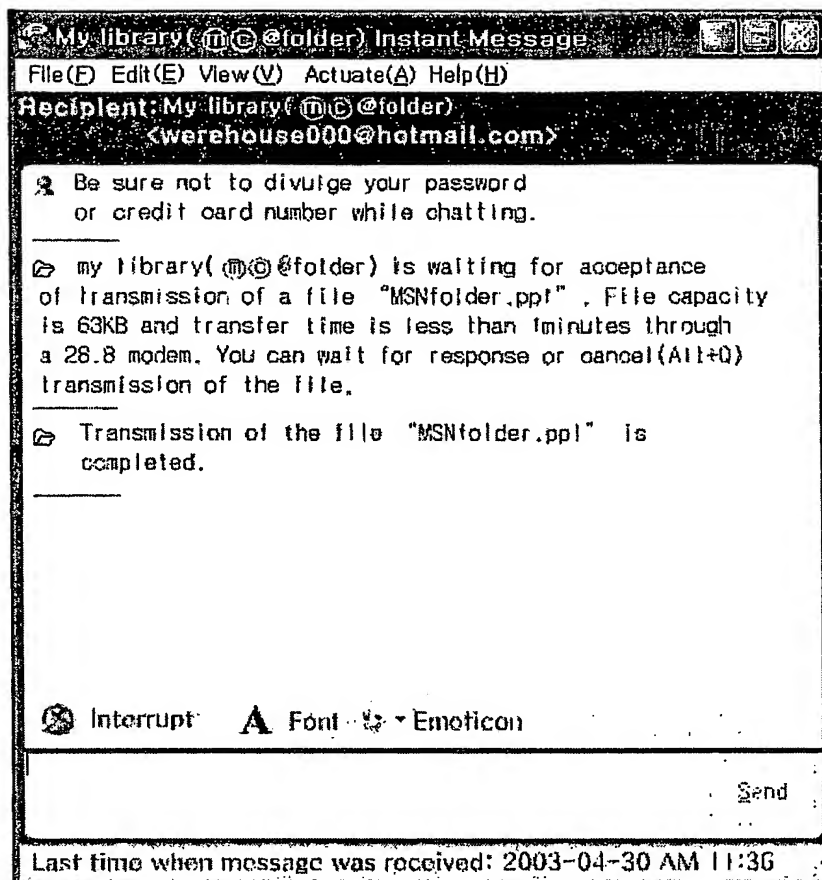 My library( ⓜⓒ@folder) Instant Message
File(F) Edit(E) View(V) Actuate(A) Help(H)
Recipient: My library( ⓜⓒ@folder)
<werehouse000@hotmail.com>
Be sure not to divulge your password
or credit card number while chatting.
my library( ⓜⓒ@folder) is waiting for acceptance
of transmission of a file "MSNfolder.ppt" , File capacity
is 63KB and transfer time is less than 1minutes through
a 28.8 modem. You can wait for response or cancel(Alt+Q)
transmission of the file.
Transmission of the file "MSNfolder.ppt" is
completed.
Interrupt A Font Emoticon
Send
Last time when message was received: 2003-04-30 AM 11:36